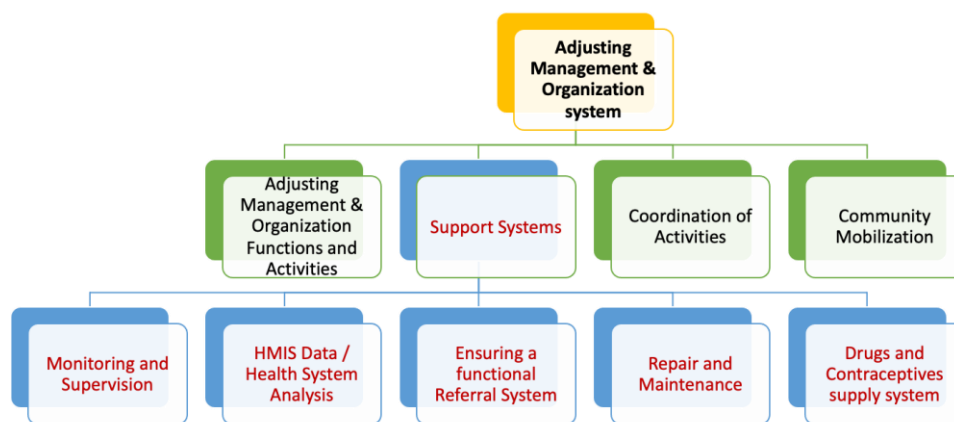 Adjusting
Management &
Organization
system
Adjusting
Management &
Organization
Functions and
Activities
Support Systems
Coordination of
Activities
Community
Mobilization
Monitoring and
Supervision
HMIS Data /
Health System
Analysis
Ensuring a
functional
Referral System
Repair and
Maintenance
Drugs and
Contraceptives
supply system